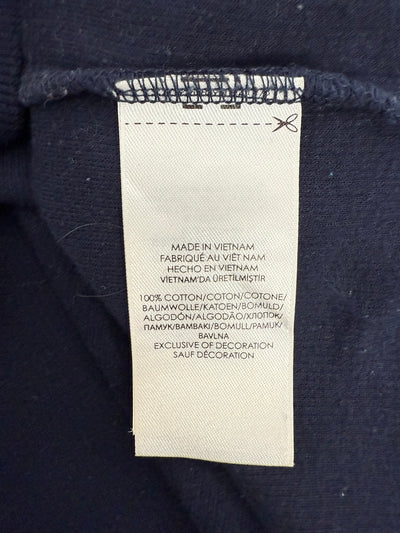 MADE IN VIETNAM
FABRIQUÉ AU VIÊT NAM
HECHO EN VIETNAM
VIETNAM'DA ÜRETILMIŞTIR
100% COTTON/COTON/COTONE/
BAUMWOLLE/KATOEN/BOMULD/
ALGODÓN/ALGODÃO/ХЛОПОК/
ПАМУК/BAMBAKI/BOMULL/PAMUK/
BAVLNA
EXCLUSIVE OF DECORATION
SAUF DÉCORATION